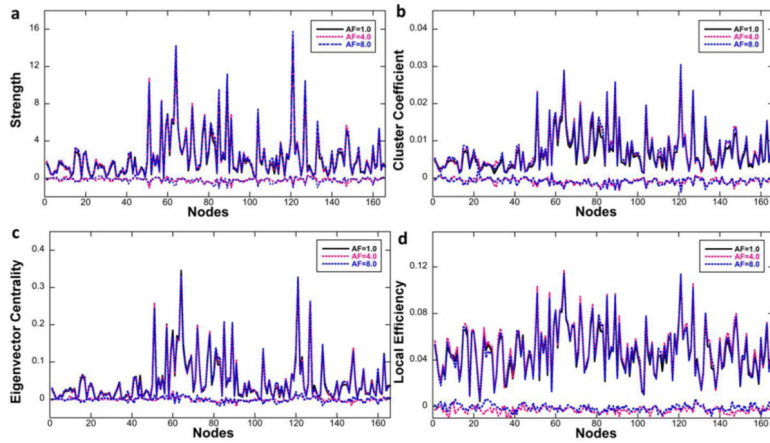 a
AF=1.0
AF=4.0
AF=8.0
Strength
16
12
8
4
0
0 20 40 60 80 100 120 140 160
Nodes
b
AF=1.0
AF=4.0
AF=8.0
Cluster Coefficient
0.04
0.03
0.02
0.01
0
0 20 40 60 80 100 120 140 160
Nodes
c
AF=1.0
AF=4.0
AF=8.0
Eigenvector Centrality
0.4
0.3
0.2
0.1
0
0 20 40 60 80 100 120 140 160
Nodes
d
AF=1.0
AF=4.0
AF=8.0
Local Efficiency
0.12
0.08
0.04
0
0 20 40 60 80 100 120 140 160
Nodes